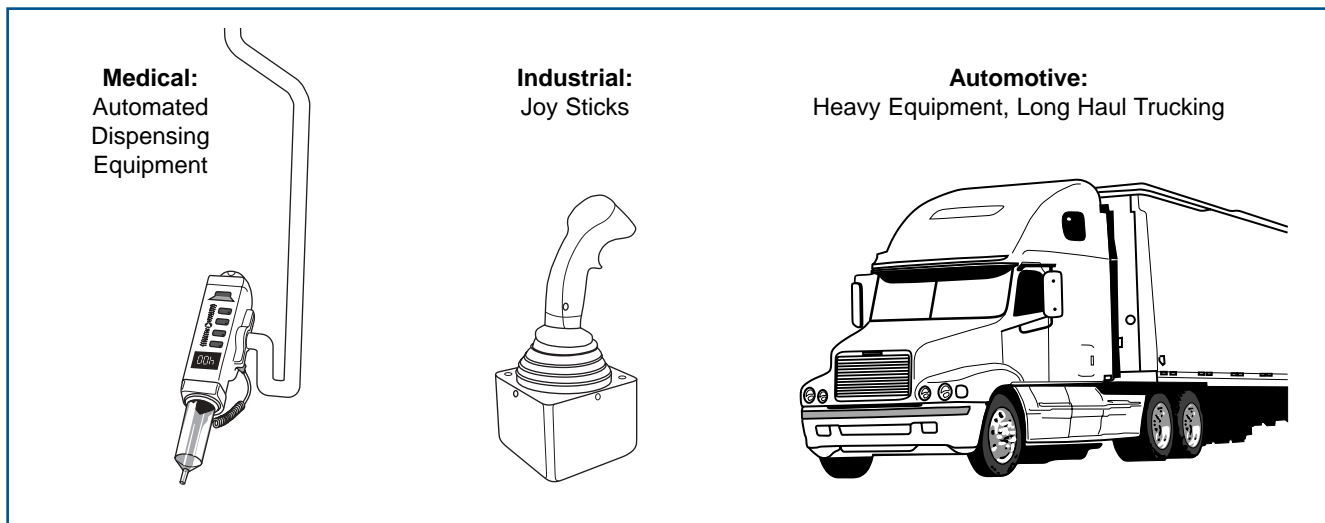 Medical:
Automated
Dispensing
Equipment
Industrial:
Joy Sticks
Automotive:
Heavy Equipment, Long Haul Trucking